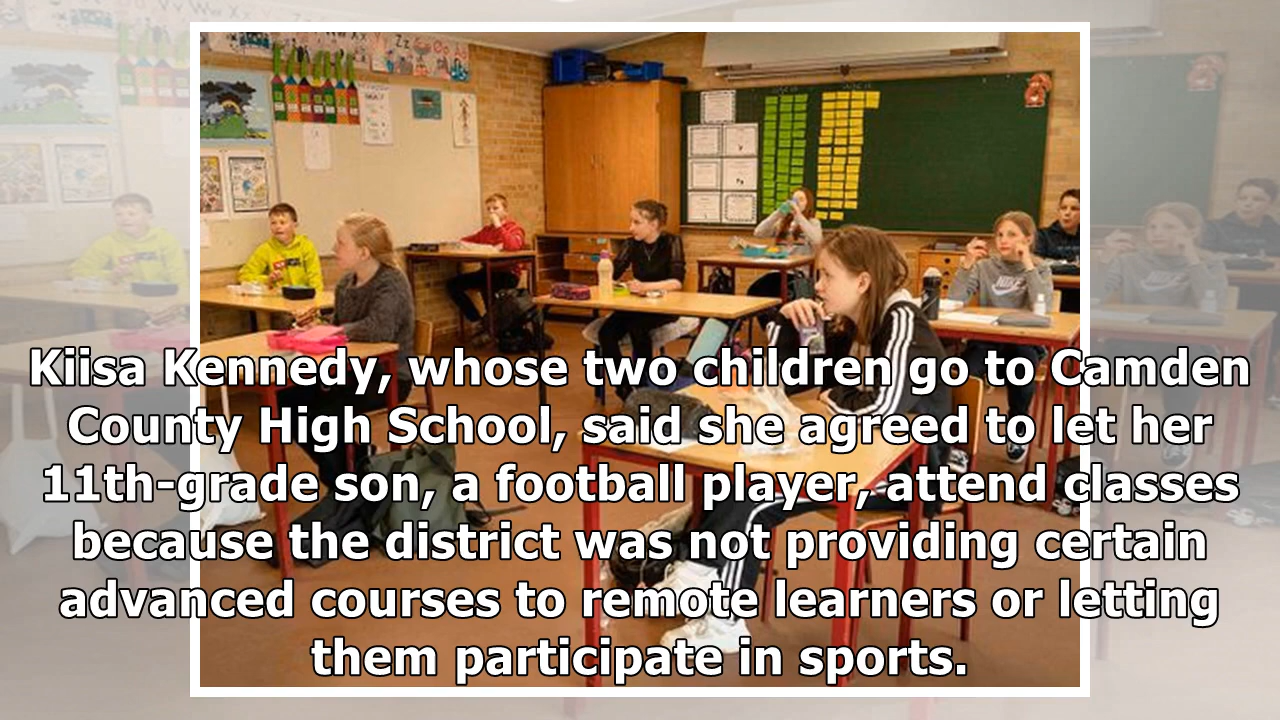 Kiisa Kennedy, whose two children go to Camden
County High School, said she agreed to let her
11th-grade son, a football player, attend classes
because the district was not providing certain
advanced courses to remote learners or letting
them participate in sports.